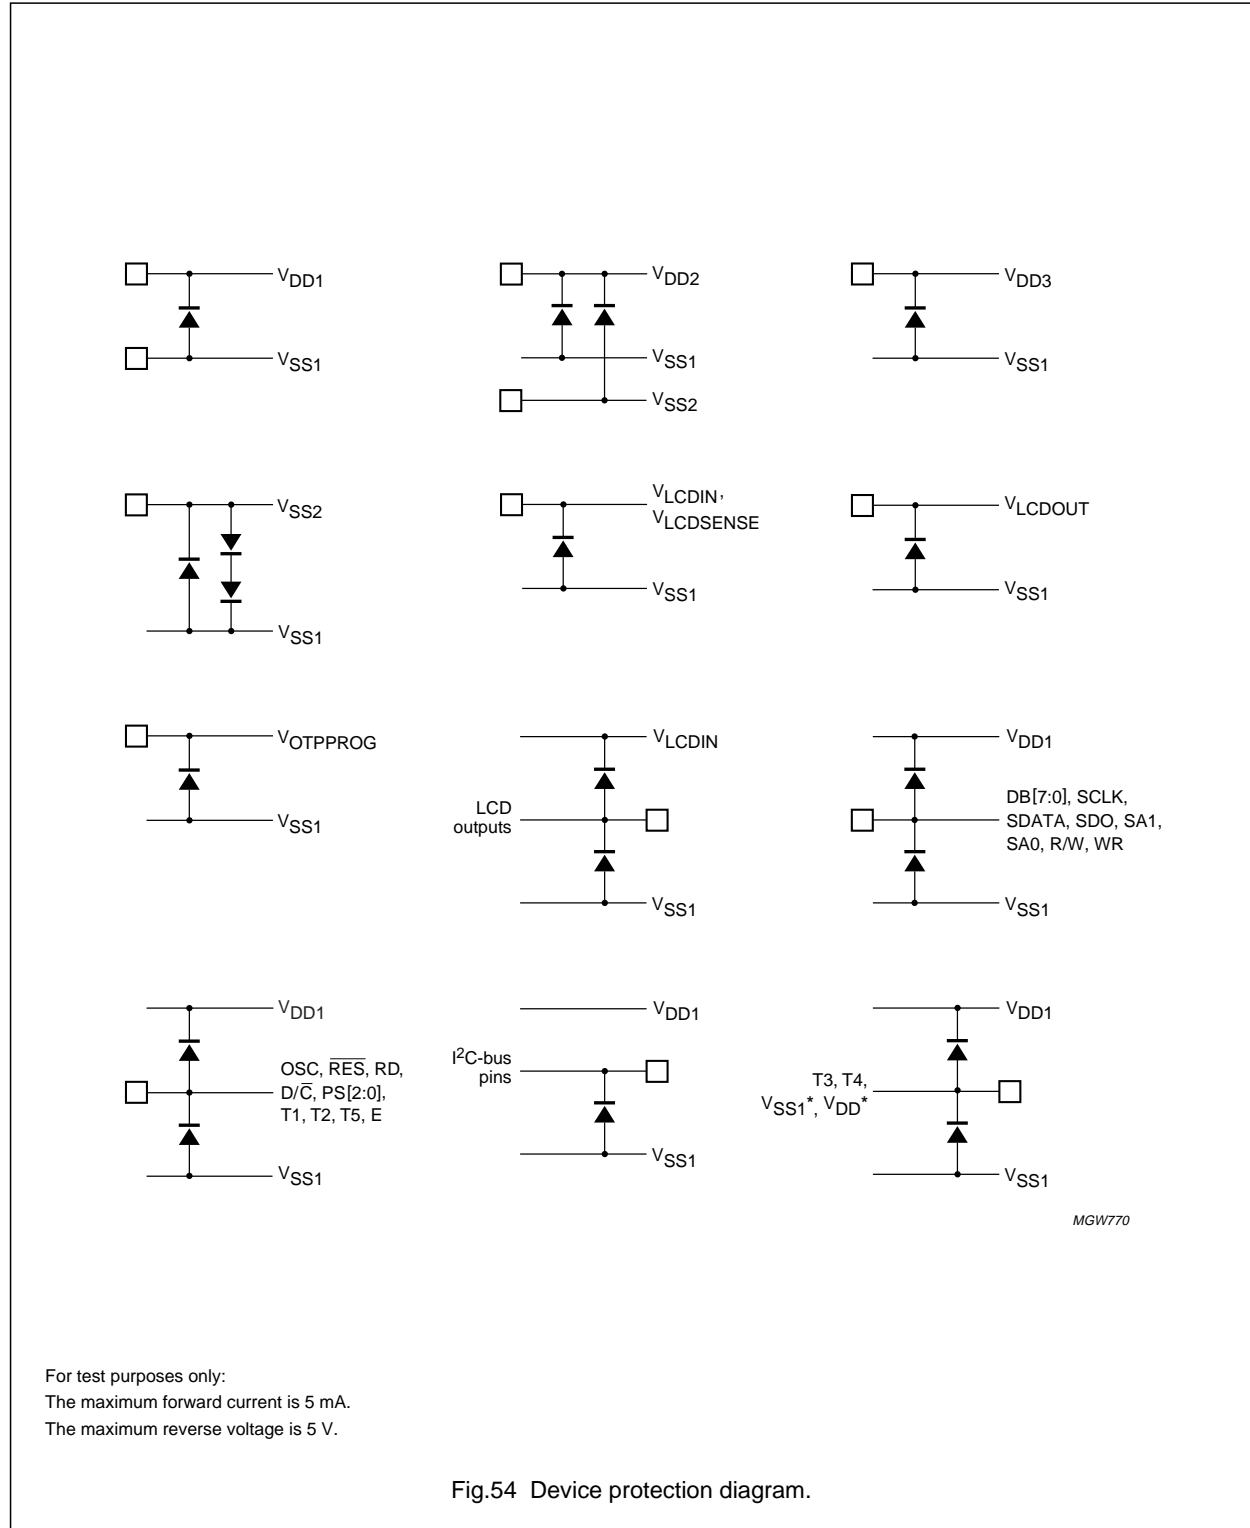 VDD1
VSS1
VDD2
VSS1
VSS2
VDD3
VSS1
VSS2
VSS1
VLCDIN,
VLCDSENSE
VSS1
VLCDOUT
VSS1
VOTPPROG
VSS1
VLCDIN
LCD
outputs
VSS1
VDD1
DB[7:0], SCLK,
SDATA, SDO, SA1,
SA0, R/W, WR
VSS1
VDD1
OSC, R̅E̅S̅, RD,
D/C̅, PS[2:0],
T1, T2, T5, E
VSS1
VDD1
I²C-bus
pins
VSS1
VDD1
T3, T4,
VSS1*, VDD*
VSS1
MGW770
For test purposes only:
The maximum forward current is 5 mA.
The maximum reverse voltage is 5 V.
Fig.54 Device protection diagram.